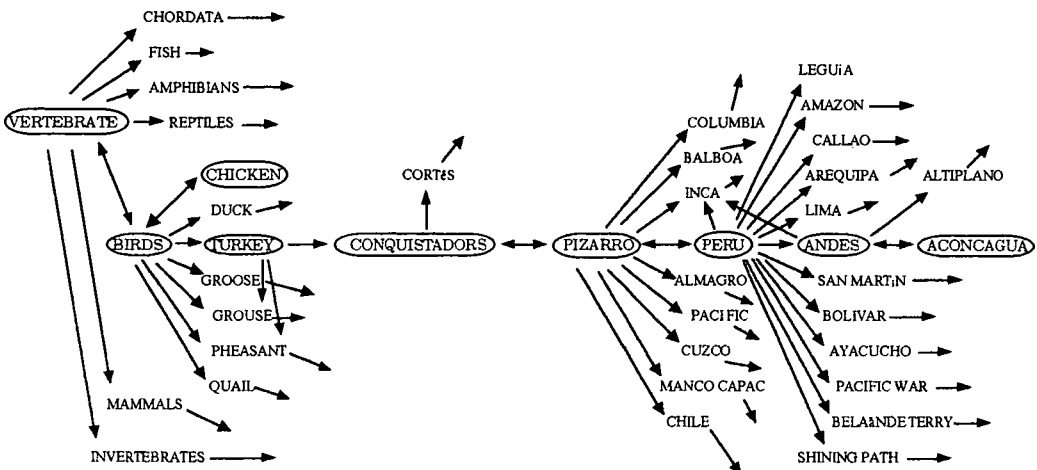 CHORDATA
FISH
AMPHIBIANS
VERTEBRATE
REPTILES
CHICKEN
DUCK
BIRDS
TURKEY
GROOSE
GROUSE
PHEASANT
QUAIL
MAMMALS
INVERTEBRATES
CORTéS
CONQUISTADORS
COLUMBIA
BALBOA
INCA
PIZARRO
PERU
ALMAGRO
PACIFIC
CUZCO
MANCO CAPAC
CHILE
LEGUiA
AMAZON
CALLAO
AREQUIPA
ALTIPLANO
LIMA
ANDES
ACONCAGUA
SAN MARTiN
BOLIVAR
AYACUCHO
PACIFIC WAR
BELAàNDE TERRY
SHINING PATH